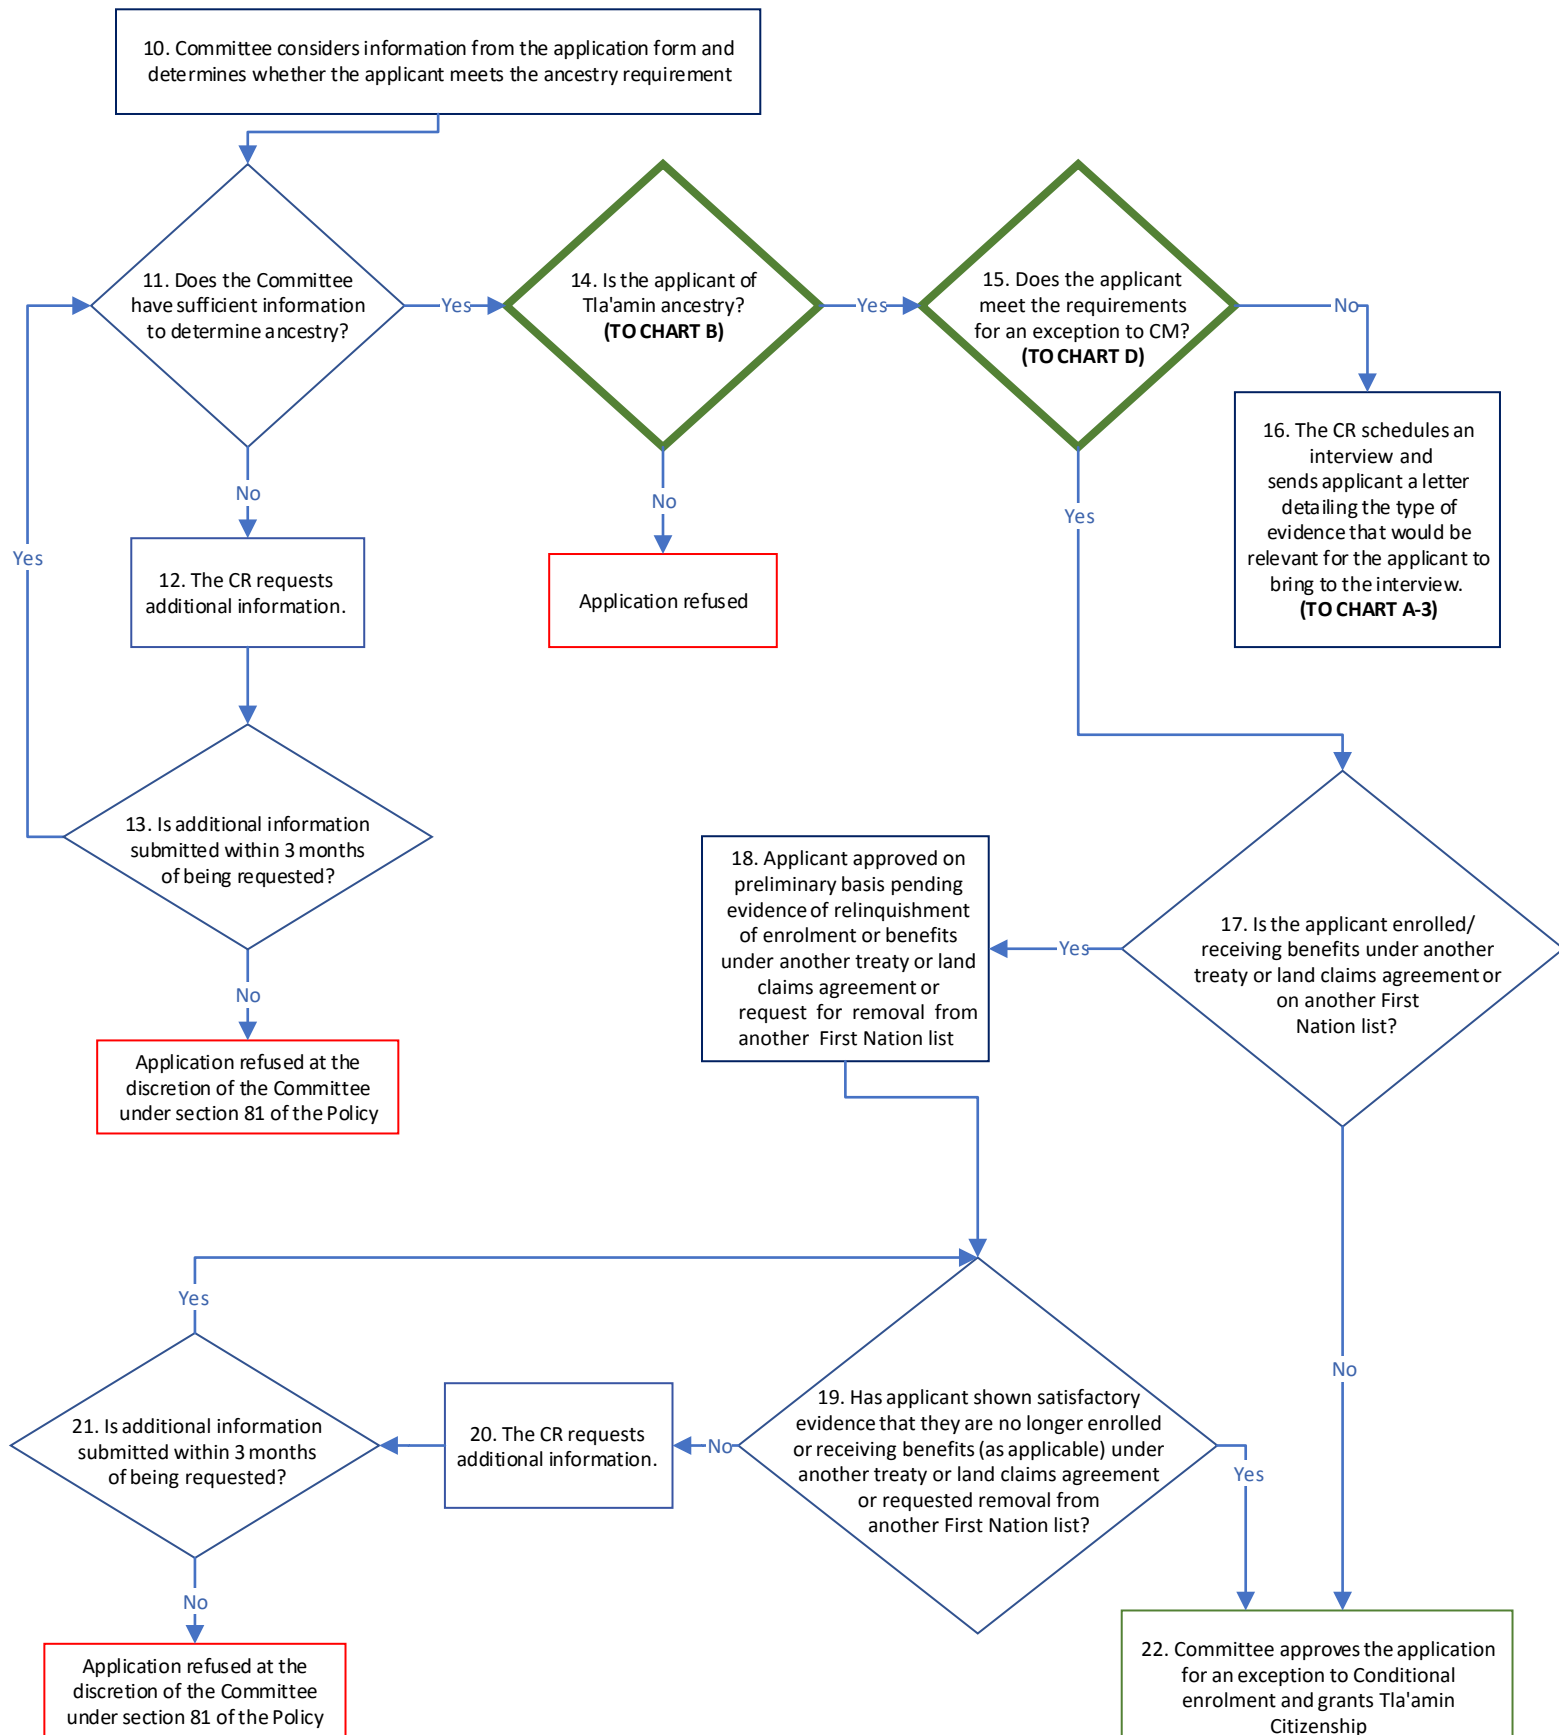 10. Committee considers information from the application form and
determines whether the applicant meets the ancestry requirement
11. Does the Committee
have sufficient information
to determine ancestry?
Yes
14. Is the applicant of
Tla'amin ancestry?
(TO CHART B)
Yes
15. Does the applicant
meet the requirements
for an exception to CM?
(TO CHART D)
No
16. The CR schedules an
interview and
sends applicant a letter
detailing the type of
evidence that would be
relevant for the applicant to
bring to the interview.
(TO CHART A-3)
No
No
Yes
Yes
12. The CR requests
additional information.
Application refused
13. Is additional information
submitted within 3 months
of being requested?
No
Application refused at the
discretion of the Committee
under section 81 of the Policy
18. Applicant approved on
preliminary basis pending
evidence of relinquishment
of enrolment or benefits
under another treaty or land
claims agreement or
request for removal from
another First Nation list
Yes
17. Is the applicant enrolled/
receiving benefits under another
treaty or land claims agreement or
on another First
Nation list?
No
Yes
21. Is additional information
submitted within 3 months
of being requested?
20. The CR requests
additional information.
No
19. Has applicant shown satisfactory
evidence that they are no longer enrolled
or receiving benefits (as applicable) under
another treaty or land claims agreement
or requested removal from
another First Nation list?
Yes
No
Application refused at the
discretion of the Committee
under section 81 of the Policy
22. Committee approves the application
for an exception to Conditional
enrolment and grants Tla'amin
Citizenship